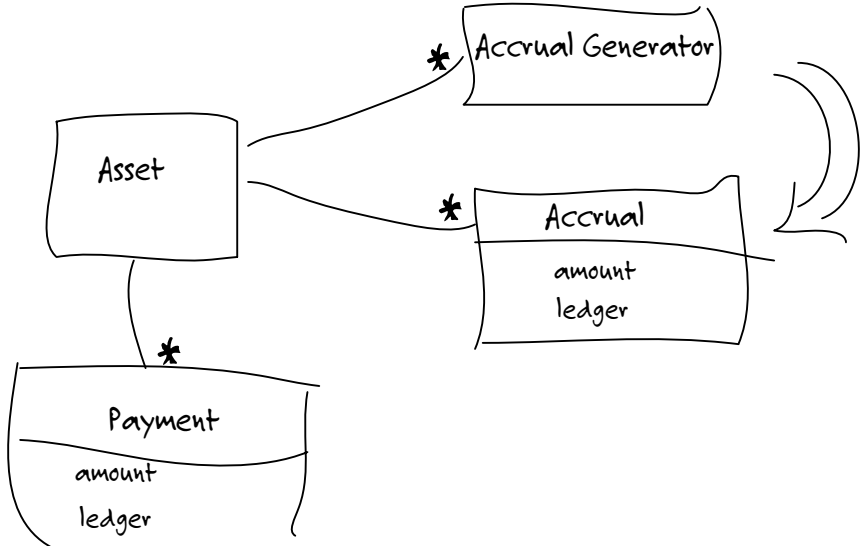 *
Accrual Generator
Asset
*
Accrual
amount
ledger
*
Payment
amount
ledger